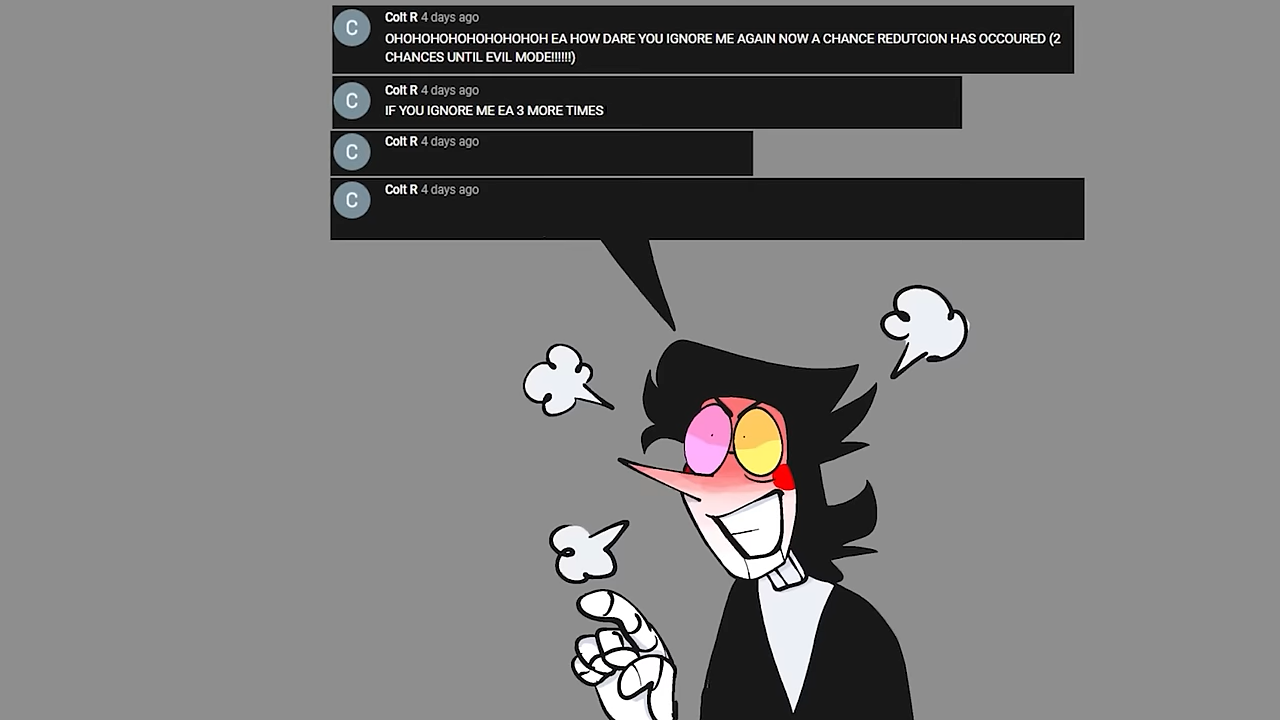 C
Colt R 4 days ago
OHOHOHOHOHOHOHOHOH EA HOW DARE YOU IGNORE ME AGAIN NOW A CHANCE REDUTCION HAS OCCOURED (2
CHANCES UNTIL EVIL MODE!!!!!!)
C
Colt R 4 days ago
IF YOU IGNORE ME EA 3 MORE TIMES
C
Colt R 4 days ago
C
Colt R 4 days ago